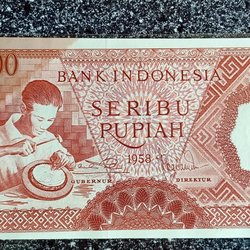 00
BANK INDONESIA
SERIBU
RUPIAH
1958
GUBERNUR DIREKTUR